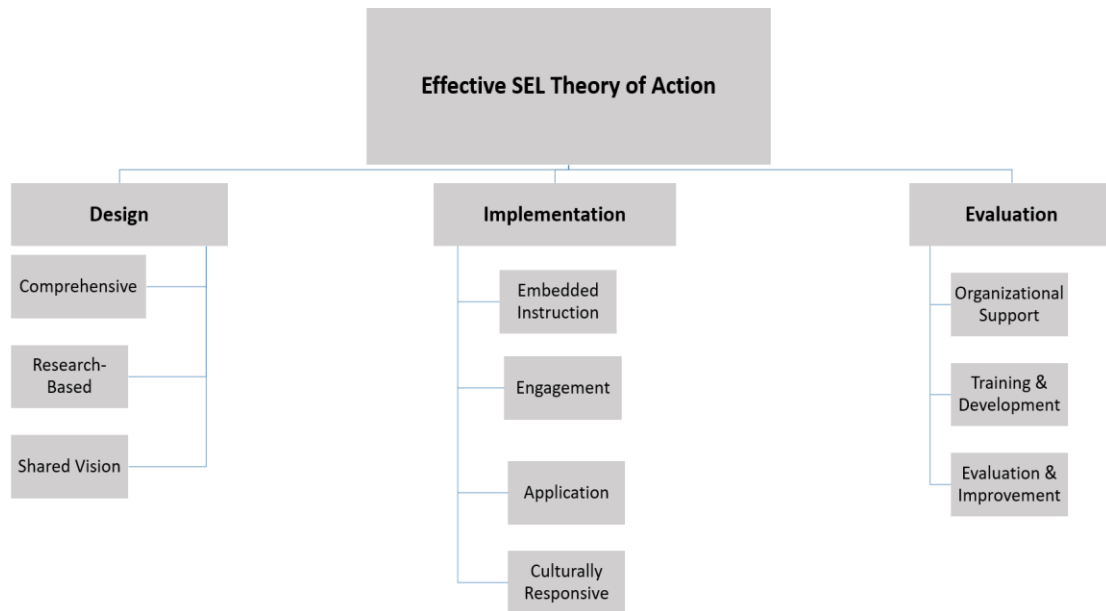 Effective SEL Theory of Action
Design
Comprehensive
Research-
Based
Shared Vision
Implementation
Embedded
Instruction
Engagement
Application
Culturally
Responsive
Evaluation
Organizational
Support
Training &
Development
Evaluation &
Improvement